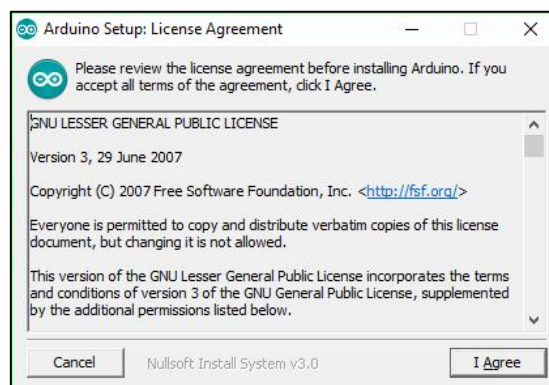 Arduino Setup: License Agreement
Please review the license agreement before installing Arduino. If you
accept all terms of the agreement, click I Agree.
GNU LESSER GENERAL PUBLIC LICENSE
Version 3, 29 June 2007
Copyright (C) 2007 Free Software Foundation, Inc. <http://fsf.org/>
Everyone is permitted to copy and distribute verbatim copies of this license
document, but changing it is not allowed.
This version of the GNU Lesser General Public License incorporates the terms
and conditions of version 3 of the GNU General Public License, supplemented
by the additional permissions listed below.
Cancel Nullsoft Install System v3.0 I Agree